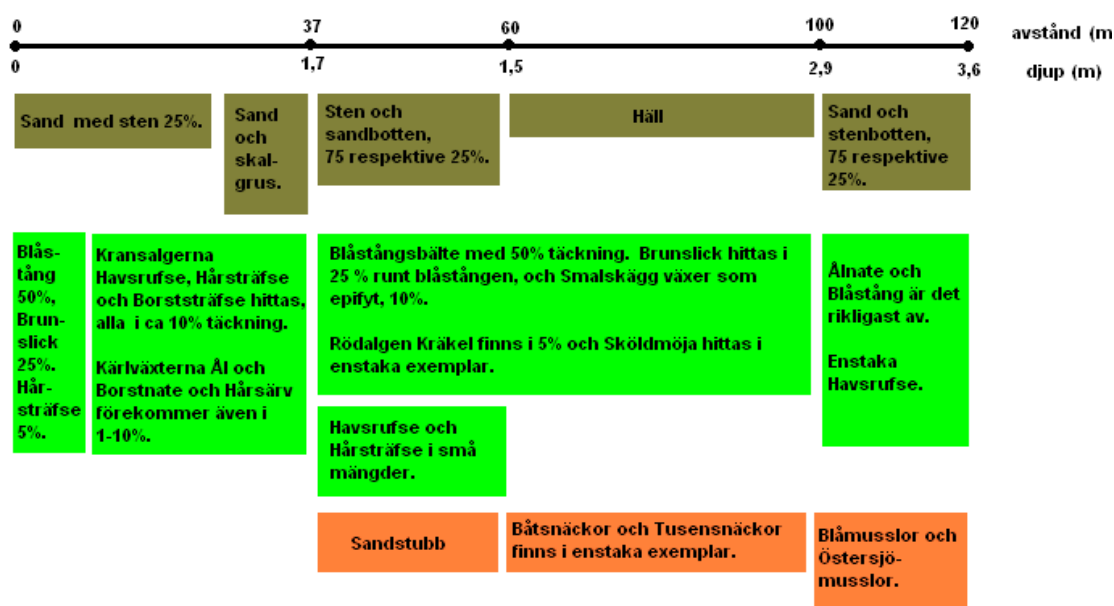 0 37 60 100 120
avstånd (m
0 1,7 1,5 2,9 3,6
djup (m)
Sand med sten 25%.
Sand
och
skal-
grus.
Sten och
sandbotten,
75 respektive 25%.
Häll
Sand och
stenbotten,
75 respektive
25%.
Blås-
tång
50%,
Brun-
slick
25%.
Hår-
sträfse
5%.
Kransalgerna
Havsrufse, Hårsträfse
och Borststräfse hittas,
alla i ca 10% täckning.
Kärlväxterna Ål och
Borstnate och Hårsärv
förekommer även i
1-10%.
Blåstångsbälte med 50% täckning. Brunslick hittas i
25 % runt blåstången, och Smalskägg växer som
epifyt, 10%.
Rödalgen Kräkel finns i 5% och Sköldmöja hittas i
enstaka exemplar.
Ålnate och
Blåstång är det
rikligast av.
Enstaka
Havsrufse.
Havsrufse och
Hårsträfse i små
mängder.
Sandstubb
Båtsnäckor och Tusensnäckor
finns i enstaka exemplar.
Blåmusslor och
Östersjö-
musslor.